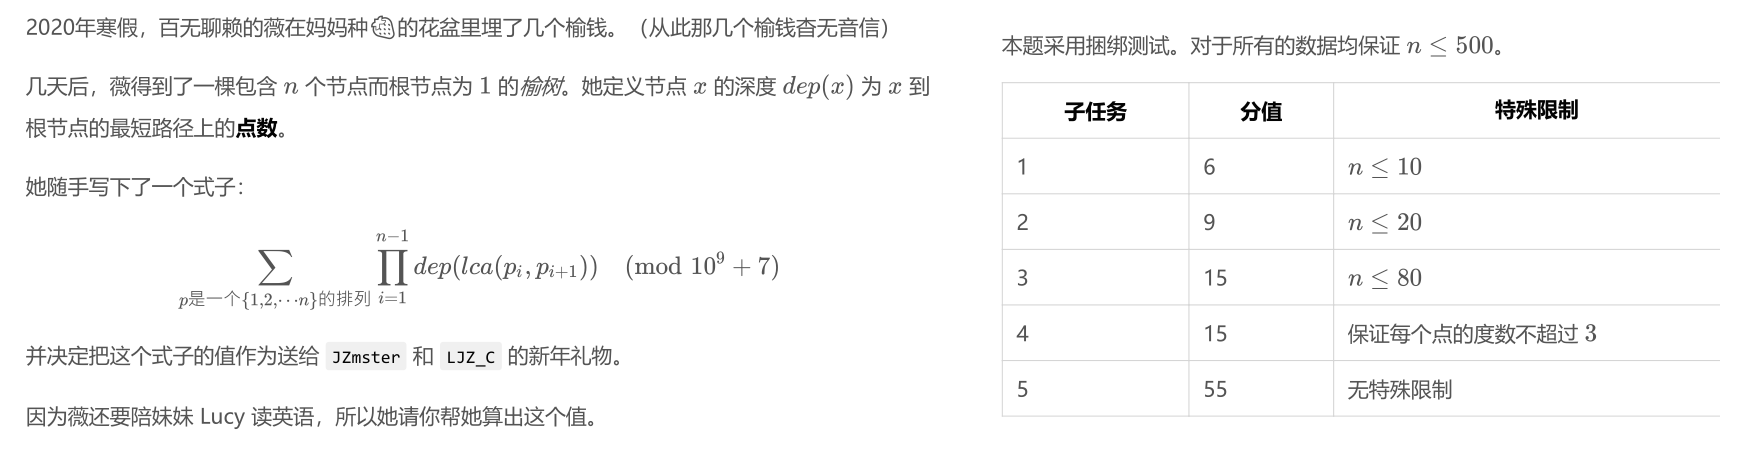 2020年寒假，百无聊赖的薇在妈妈种🍓的花盆里埋了几个榆钱。（从此那几个榆钱杳无音信）
几天后，薇得到了一棵包含 n 个节点而根节点为 1 的榆树。她定义节点 x 的深度 dep(x) 为 x 到
根节点的最短路径上的点数。
她随手写下了一个式子：
∑_{p是一个{1,2,⋯n}的排列} ∏_{i=1}^{n−1} dep(lca(p_i, p_{i+1})) (mod 10^9 + 7)
并决定把这个式子的值作为送给 JZmster 和 LJZ_C 的新年礼物。
因为薇还要陪妹妹 Lucy 读英语，所以她请你帮她算出这个值。
本题采用捆绑测试。对于所有的数据均保证 n ≤ 500。
子任务 分值 特殊限制
1 6 n ≤ 10
2 9 n ≤ 20
3 15 n ≤ 80
4 15 保证每个点的度数不超过 3
5 55 无特殊限制